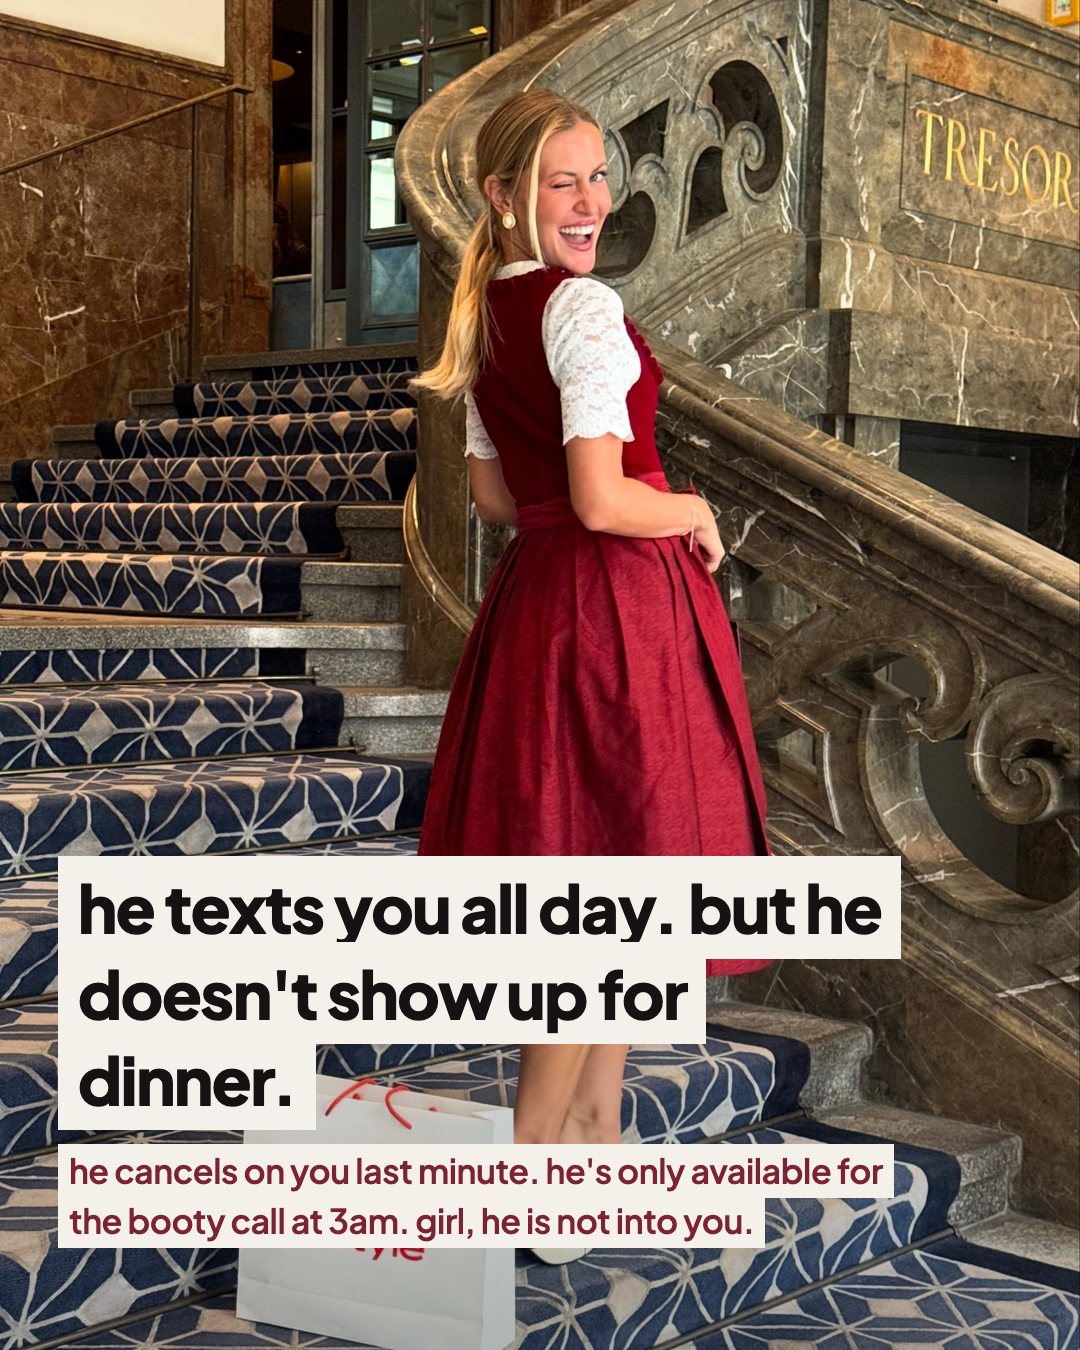 TRESOR
he texts you all day. but he
doesn't show up for
dinner.
he cancels on you last minute. he's only available for
the booty call at 3am. girl, he is not into you.